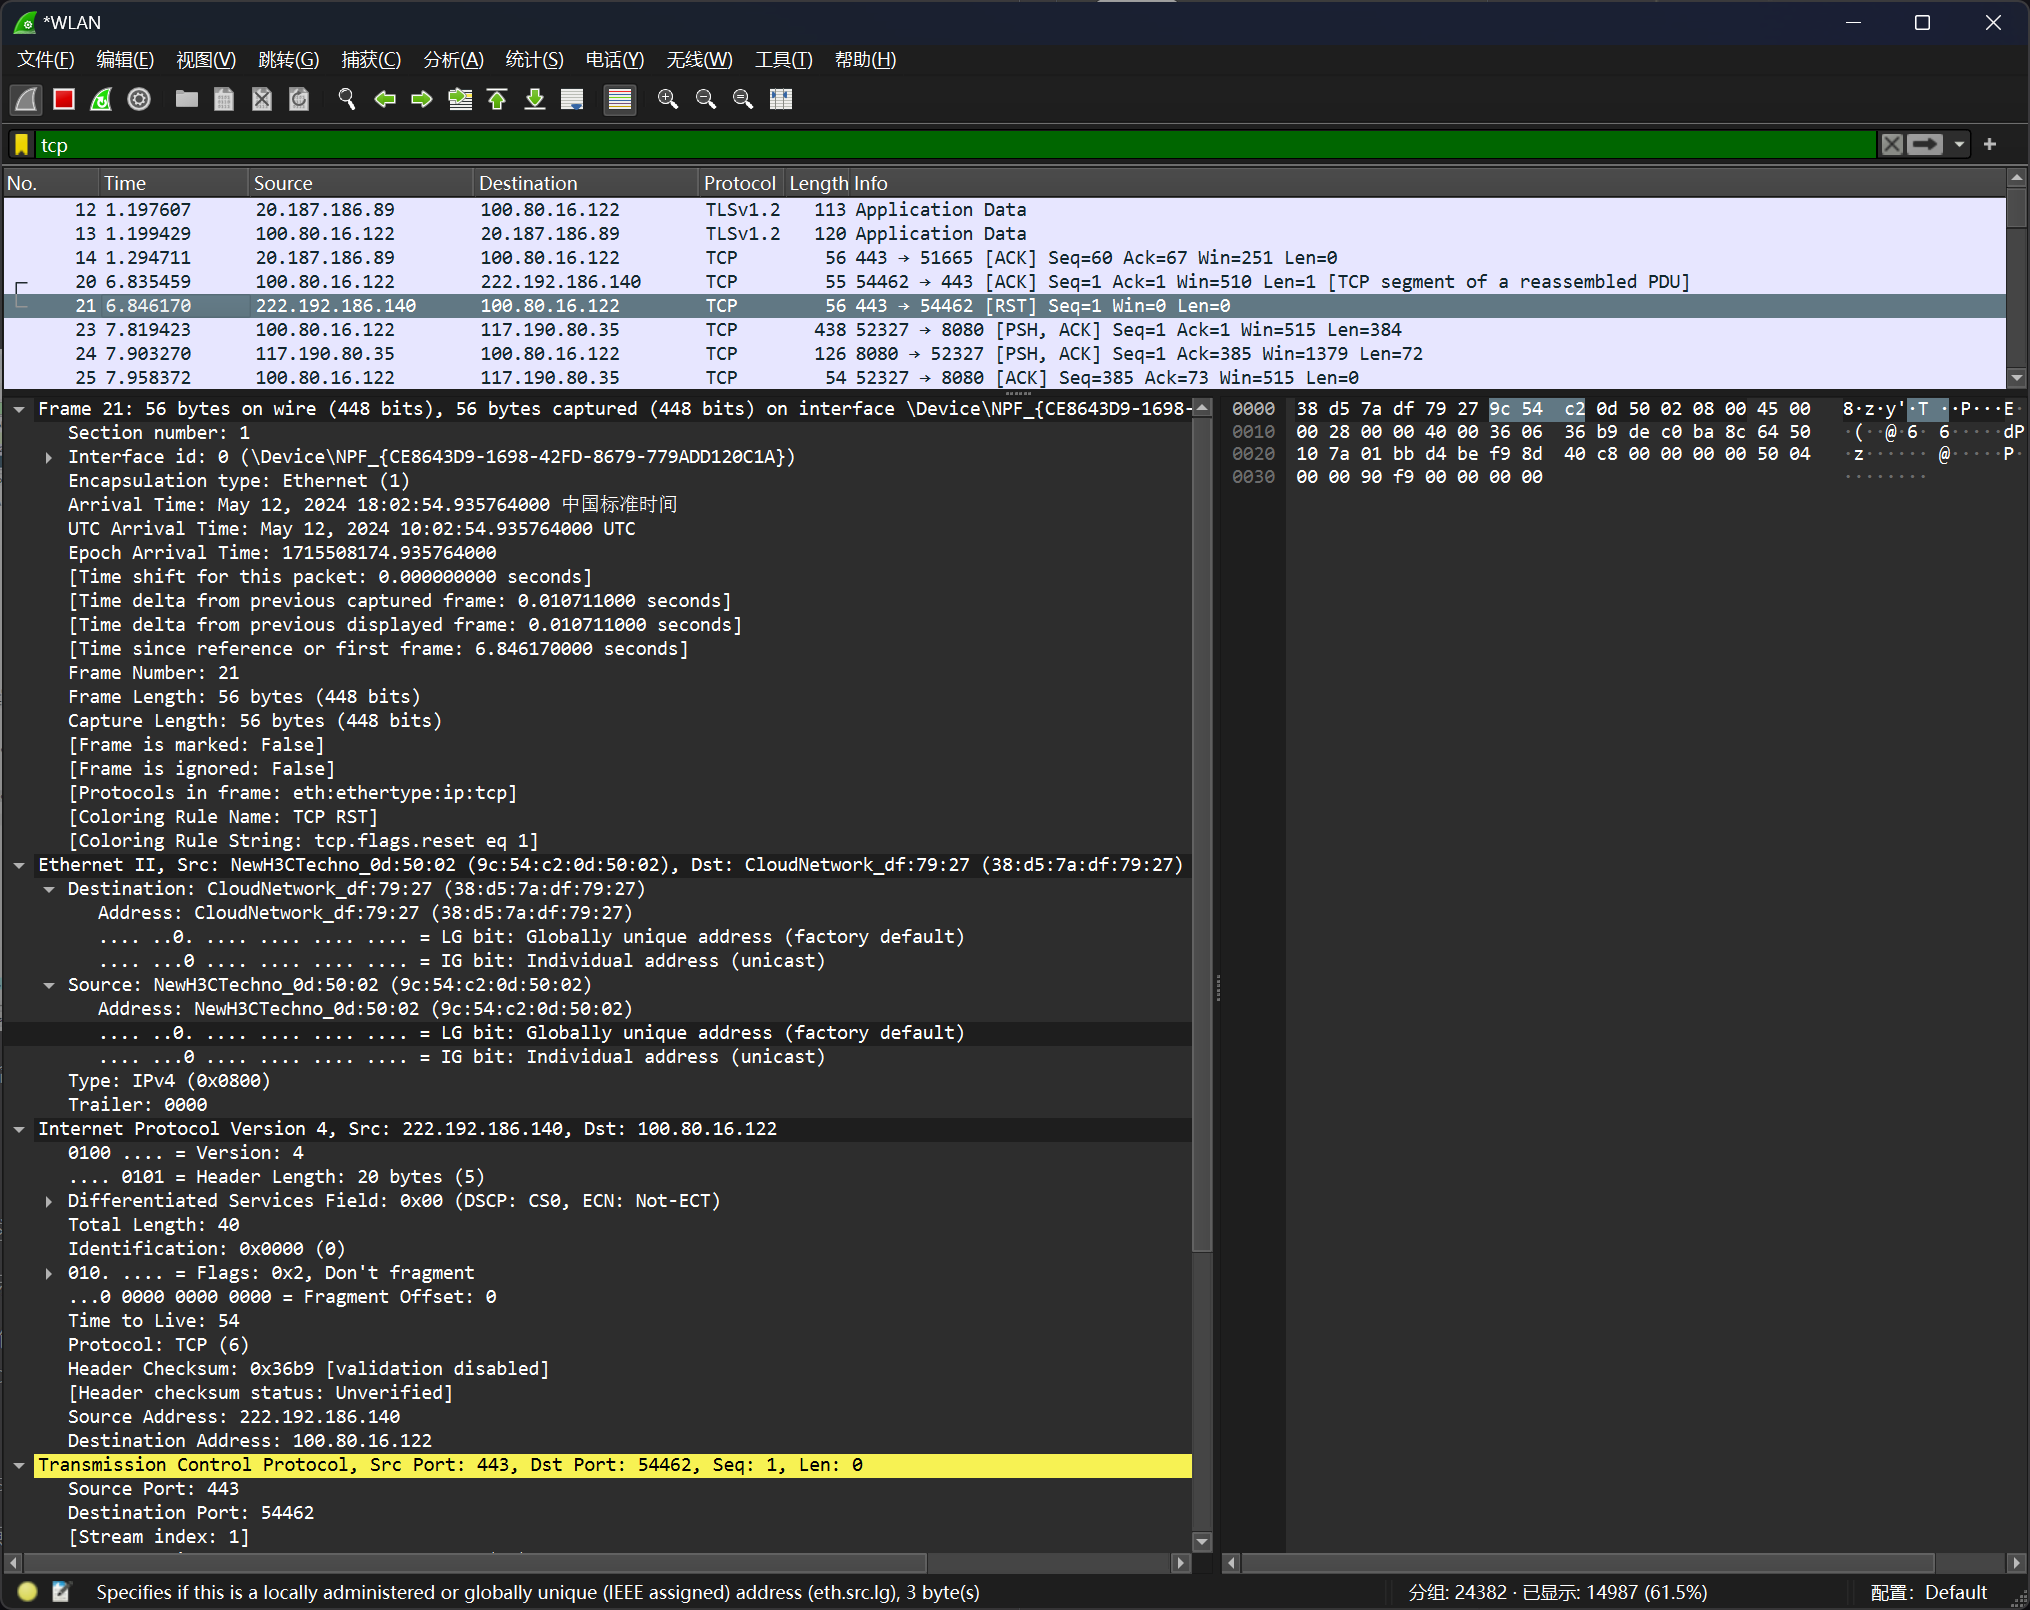 *WLAN
文件(F) 编辑(E) 视图(V) 跳转(G) 捕获(C) 分析(A) 统计(S) 电话(Y) 无线(W) 工具(T) 帮助(H)
tcp
No. Time Source Destination Protocol Length Info
12 1.197607 20.187.186.89 100.80.16.122 TLSv1.2 113 Application Data
13 1.199429 100.80.16.122 20.187.186.89 TLSv1.2 120 Application Data
14 1.294711 20.187.186.89 100.80.16.122 TCP 56 443 → 51665 [ACK] Seq=60 Ack=67 Win=251 Len=0
20 6.835459 100.80.16.122 222.192.186.140 TCP 55 54462 → 443 [ACK] Seq=1 Ack=1 Win=510 Len=1 [TCP segment of a reassembled PDU]
21 6.846170 222.192.186.140 100.80.16.122 TCP 56 443 → 54462 [RST] Seq=1 Win=0 Len=0
23 7.819423 100.80.16.122 117.190.80.35 TCP 438 52327 → 8080 [PSH, ACK] Seq=1 Ack=1 Win=515 Len=384
24 7.903270 117.190.80.35 100.80.16.122 TCP 126 8080 → 52327 [PSH, ACK] Seq=1 Ack=385 Win=1379 Len=72
25 7.958372 100.80.16.122 117.190.80.35 TCP 54 52327 → 8080 [ACK] Seq=385 Ack=73 Win=515 Len=0
Frame 21: 56 bytes on wire (448 bits), 56 bytes captured (448 bits) on interface \Device\NPF_{CE8643D9-1698-
Section number: 1
Interface id: 0 (\Device\NPF_{CE8643D9-1698-42FD-8679-779ADD120C1A})
Encapsulation type: Ethernet (1)
Arrival Time: May 12, 2024 18:02:54.935764000 中国标准时间
UTC Arrival Time: May 12, 2024 10:02:54.935764000 UTC
Epoch Arrival Time: 1715508174.935764000
[Time shift for this packet: 0.000000000 seconds]
[Time delta from previous captured frame: 0.010711000 seconds]
[Time delta from previous displayed frame: 0.010711000 seconds]
[Time since reference or first frame: 6.846170000 seconds]
Frame Number: 21
Frame Length: 56 bytes (448 bits)
Capture Length: 56 bytes (448 bits)
[Frame is marked: False]
[Frame is ignored: False]
[Protocols in frame: eth:ethertype:ip:tcp]
[Coloring Rule Name: TCP RST]
[Coloring Rule String: tcp.flags.reset eq 1]
Ethernet II, Src: NewH3CTechno_0d:50:02 (9c:54:c2:0d:50:02), Dst: CloudNetwork_df:79:27 (38:d5:7a:df:79:27)
Destination: CloudNetwork_df:79:27 (38:d5:7a:df:79:27)
Address: CloudNetwork_df:79:27 (38:d5:7a:df:79:27)
.... ..0. .... .... .... .... = LG bit: Globally unique address (factory default)
.... ...0 .... .... .... .... = IG bit: Individual address (unicast)
Source: NewH3CTechno_0d:50:02 (9c:54:c2:0d:50:02)
Address: NewH3CTechno_0d:50:02 (9c:54:c2:0d:50:02)
.... ..0. .... .... .... .... = LG bit: Globally unique address (factory default)
.... ...0 .... .... .... .... = IG bit: Individual address (unicast)
Type: IPv4 (0x0800)
Trailer: 0000
Internet Protocol Version 4, Src: 222.192.186.140, Dst: 100.80.16.122
0100 .... = Version: 4
.... 0101 = Header Length: 20 bytes (5)
Differentiated Services Field: 0x00 (DSCP: CS0, ECN: Not-ECT)
Total Length: 40
Identification: 0x0000 (0)
010. .... = Flags: 0x2, Don't fragment
...0 0000 0000 0000 = Fragment Offset: 0
Time to Live: 54
Protocol: TCP (6)
Header Checksum: 0x36b9 [validation disabled]
[Header checksum status: Unverified]
Source Address: 222.192.186.140
Destination Address: 100.80.16.122
Transmission Control Protocol, Src Port: 443, Dst Port: 54462, Seq: 1, Len: 0
Source Port: 443
Destination Port: 54462
[Stream index: 1]
0000 38 d5 7a df 79 27 9c 54 c2 0d 50 02 08 00 45 00 8·z·y'·T ··P···E·
0010 00 28 00 00 40 00 36 06 36 b9 de c0 ba 8c 64 50 ·(··@·6· 6·····dP
0020 10 7a 01 bb d4 be f9 8d 40 c8 00 00 00 00 50 04 ·z······ @·····P·
0030 00 00 90 f9 00 00 00 00 ········
Specifies if this is a locally administered or globally unique (IEEE assigned) address (eth.src.lg), 3 byte(s)
分组: 24382 · 已显示: 14987 (61.5%)
配置: Default